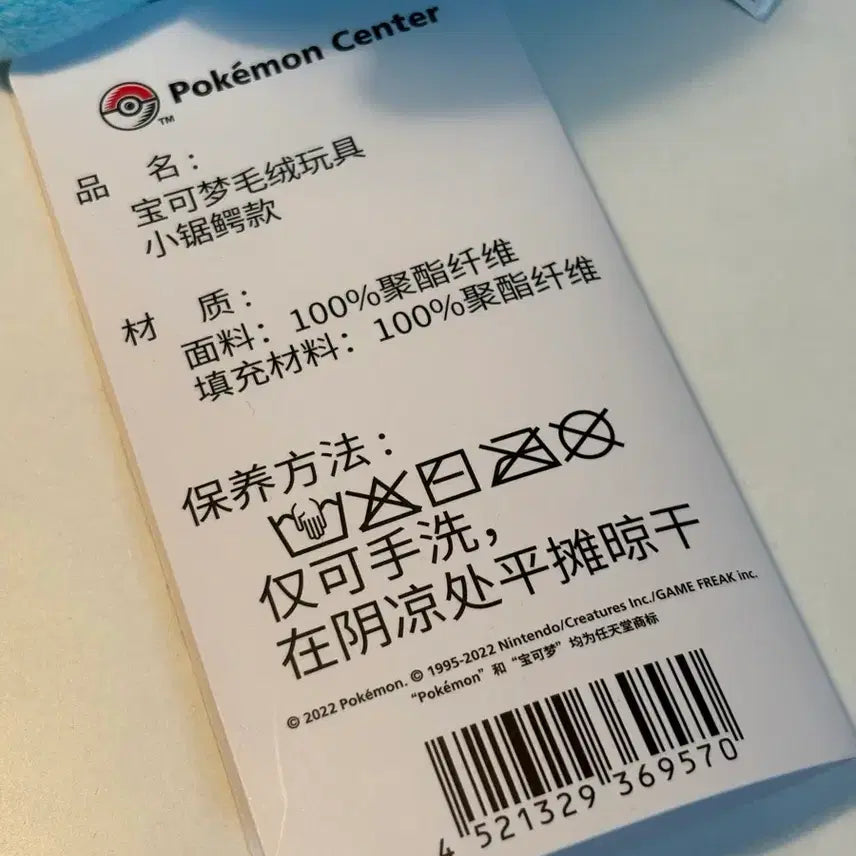 Pokémon Center
TM
品 名：
宝可梦毛绒玩具
小锯鳄款
材 质：
面料：100%聚酯纤维
填充材料：100%聚酯纤维
保养方法：
仅可手洗，
在阴凉处平摊晾干
© 2022 Pokémon. © 1995-2022 Nintendo/Creatures Inc./GAME FREAK inc.
“Pokémon” 和 “宝可梦” 均为任天堂商标
4 521329 369570